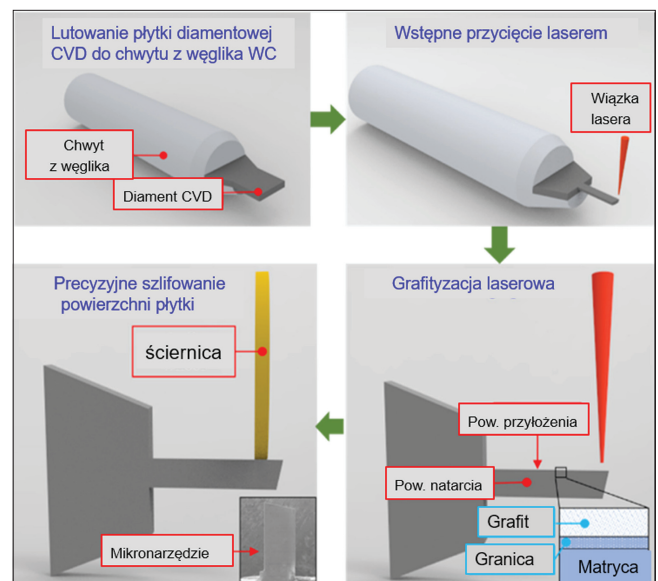 Lutowanie płytki diamentowej
CVD do chwytu z węglika WC
Chwyt
z węglika
Diament CVD
Wstępne przycięcie laserem
Wiązka
lasera
Precyzyjne szlifowanie
powierzchni płytki
ściernica
Mikronarzędzie
Grafityzacja laserowa
Pow. przyłożenia
Pow. natarcia
Grafit
Granica
Matryca